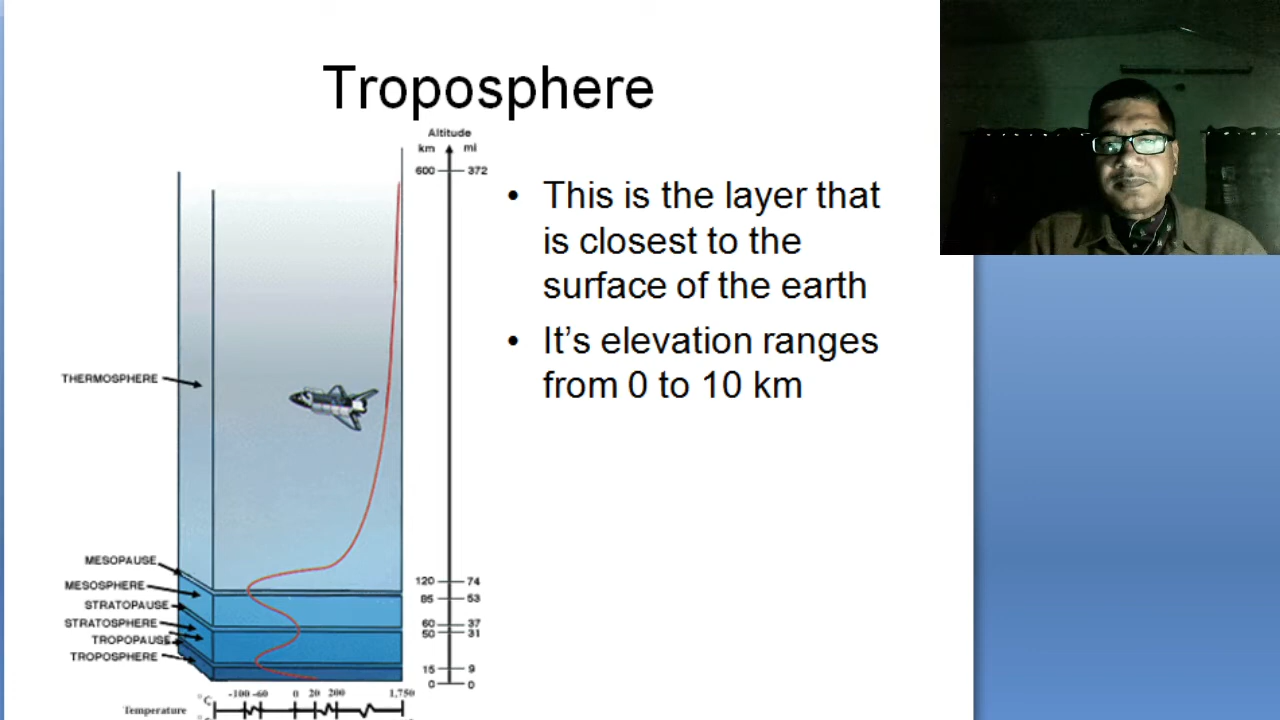 Troposphere
Altitude
km mi
600 372
• This is the layer that
is closest to the
surface of the earth
• It's elevation ranges
from 0 to 10 km
THERMOSPHERE
MESOPAUSE
MESOSPHERE
STRATOPAUSE
STRATOSPHERE
TROPOPAUSE
TROPOSPHERE
120 74
85 53
60 37
50 31
15 9
0 0
°C -100 -60 0 20 200 1,750
Temperature